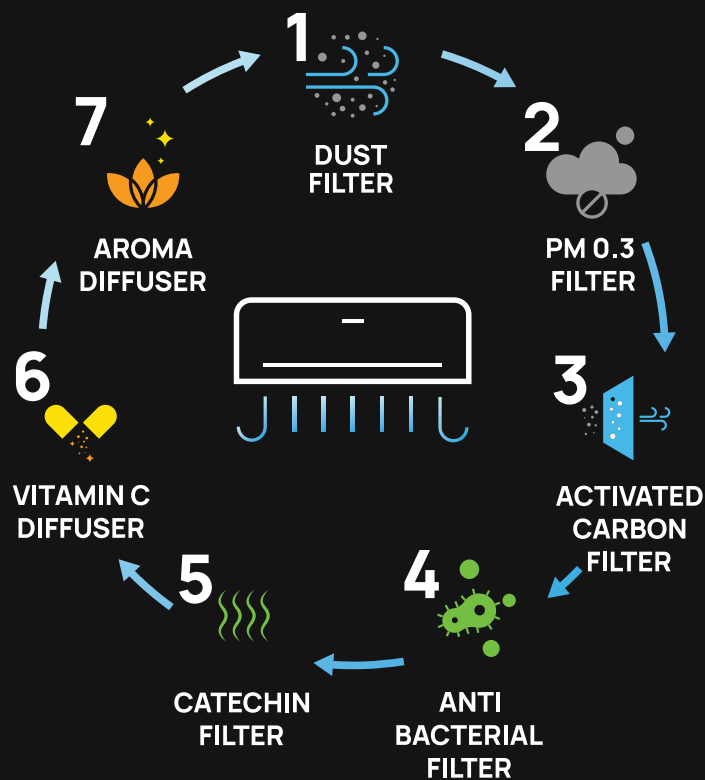 1
DUST
FILTER
2
PM 0.3
FILTER
3
ACTIVATED
CARBON
FILTER
4
ANTI
BACTERIAL
FILTER
5
CATECHIN
FILTER
6
VITAMIN C
DIFFUSER
7
AROMA
DIFFUSER